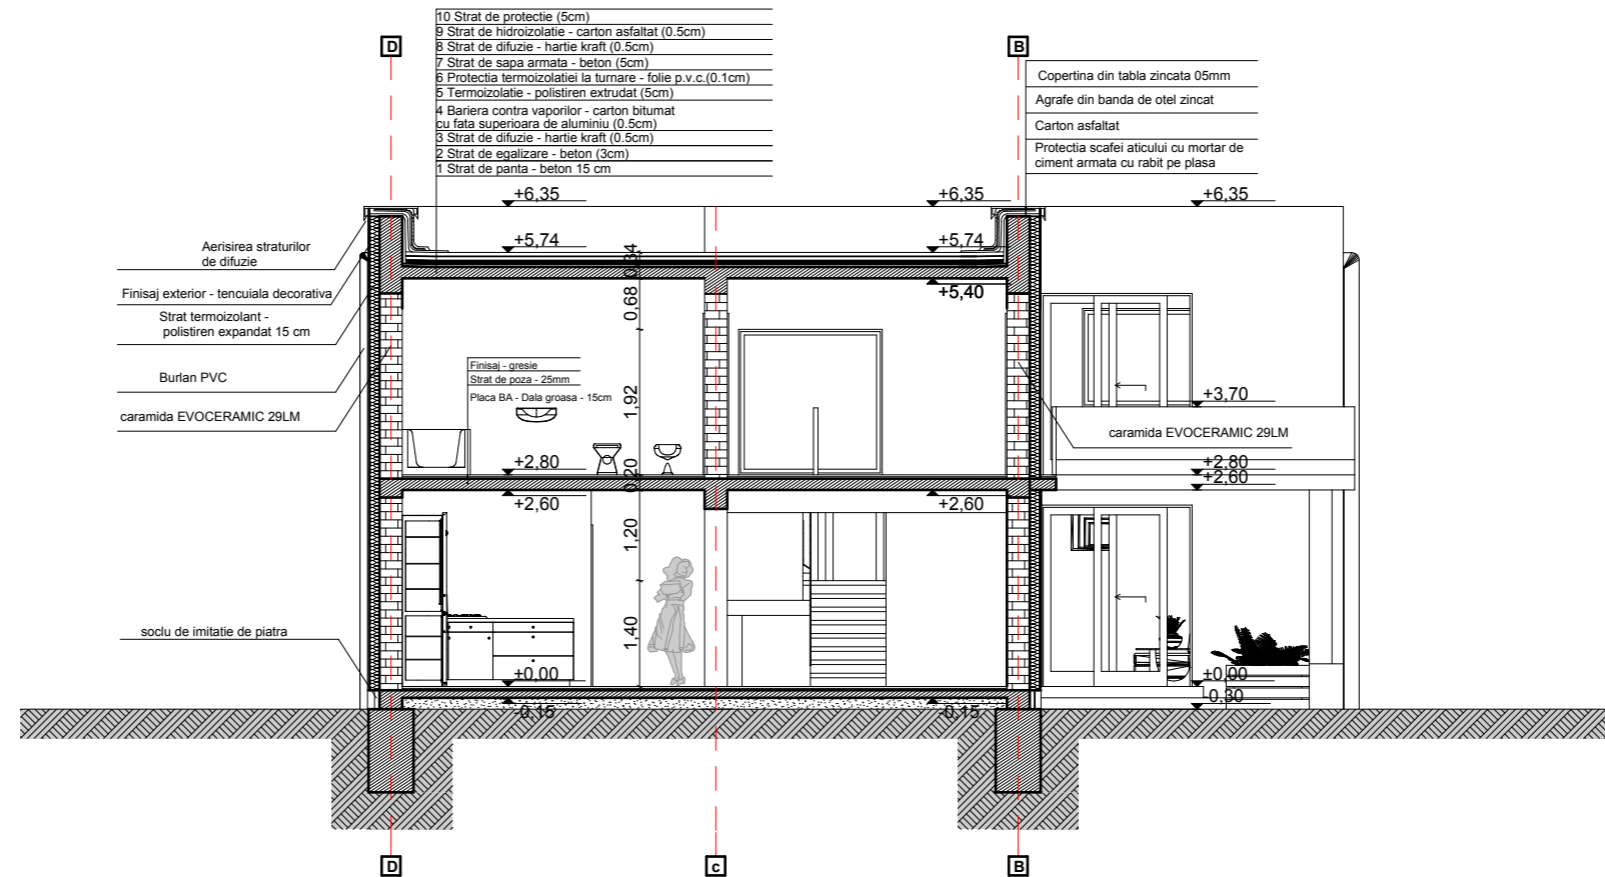 10 Strat de protectie (5cm)
9 Strat de hidroizolatie - carton asfaltat (0.5cm)
8 Strat de difuzie - hartie kraft (0.5cm)
7 Strat de sapa armata - beton (5cm)
6 Protectia termoizolatiei la turnare - folie p.v.c.(0.1cm)
5 Termoizolatie - polistiren extrudat (5cm)
4 Bariera contra vaporilor - carton bitumat
cu fata superioara de aluminiu (0.5cm)
3 Strat de difuzie - hartie kraft (0.5cm)
2 Strat de egalizare - beton (3cm)
1 Strat de panta - beton 15 cm
D
B
Copertina din tabla zincata 05mm
Agrafe din banda de otel zincat
Carton asfaltat
Protectia scafei aticului cu mortar de
ciment armata cu rabit pe plasa
+6,35
+6,35
+6,35
+5,74
+5,74
0,34
+5,40
0,68
Aerisirea straturilor
de difuzie
Finisaj exterior - tencuiala decorativa
Strat termoizolant -
polistiren expandat 15 cm
Burlan PVC
caramida EVOCERAMIC 29LM
Finisaj - gresie
Strat de poza - 25mm
Placa BA - Dala groasa - 15cm
1,92
+3,70
caramida EVOCERAMIC 29LM
+2,80
0,20
+2,80
+2,60
+2,60
+2,60
1,20
1,40
soclu de imitatie de piatra
+0,00
+0,00
+0,00
-0,30
-0,15
-0,15
D
c
B